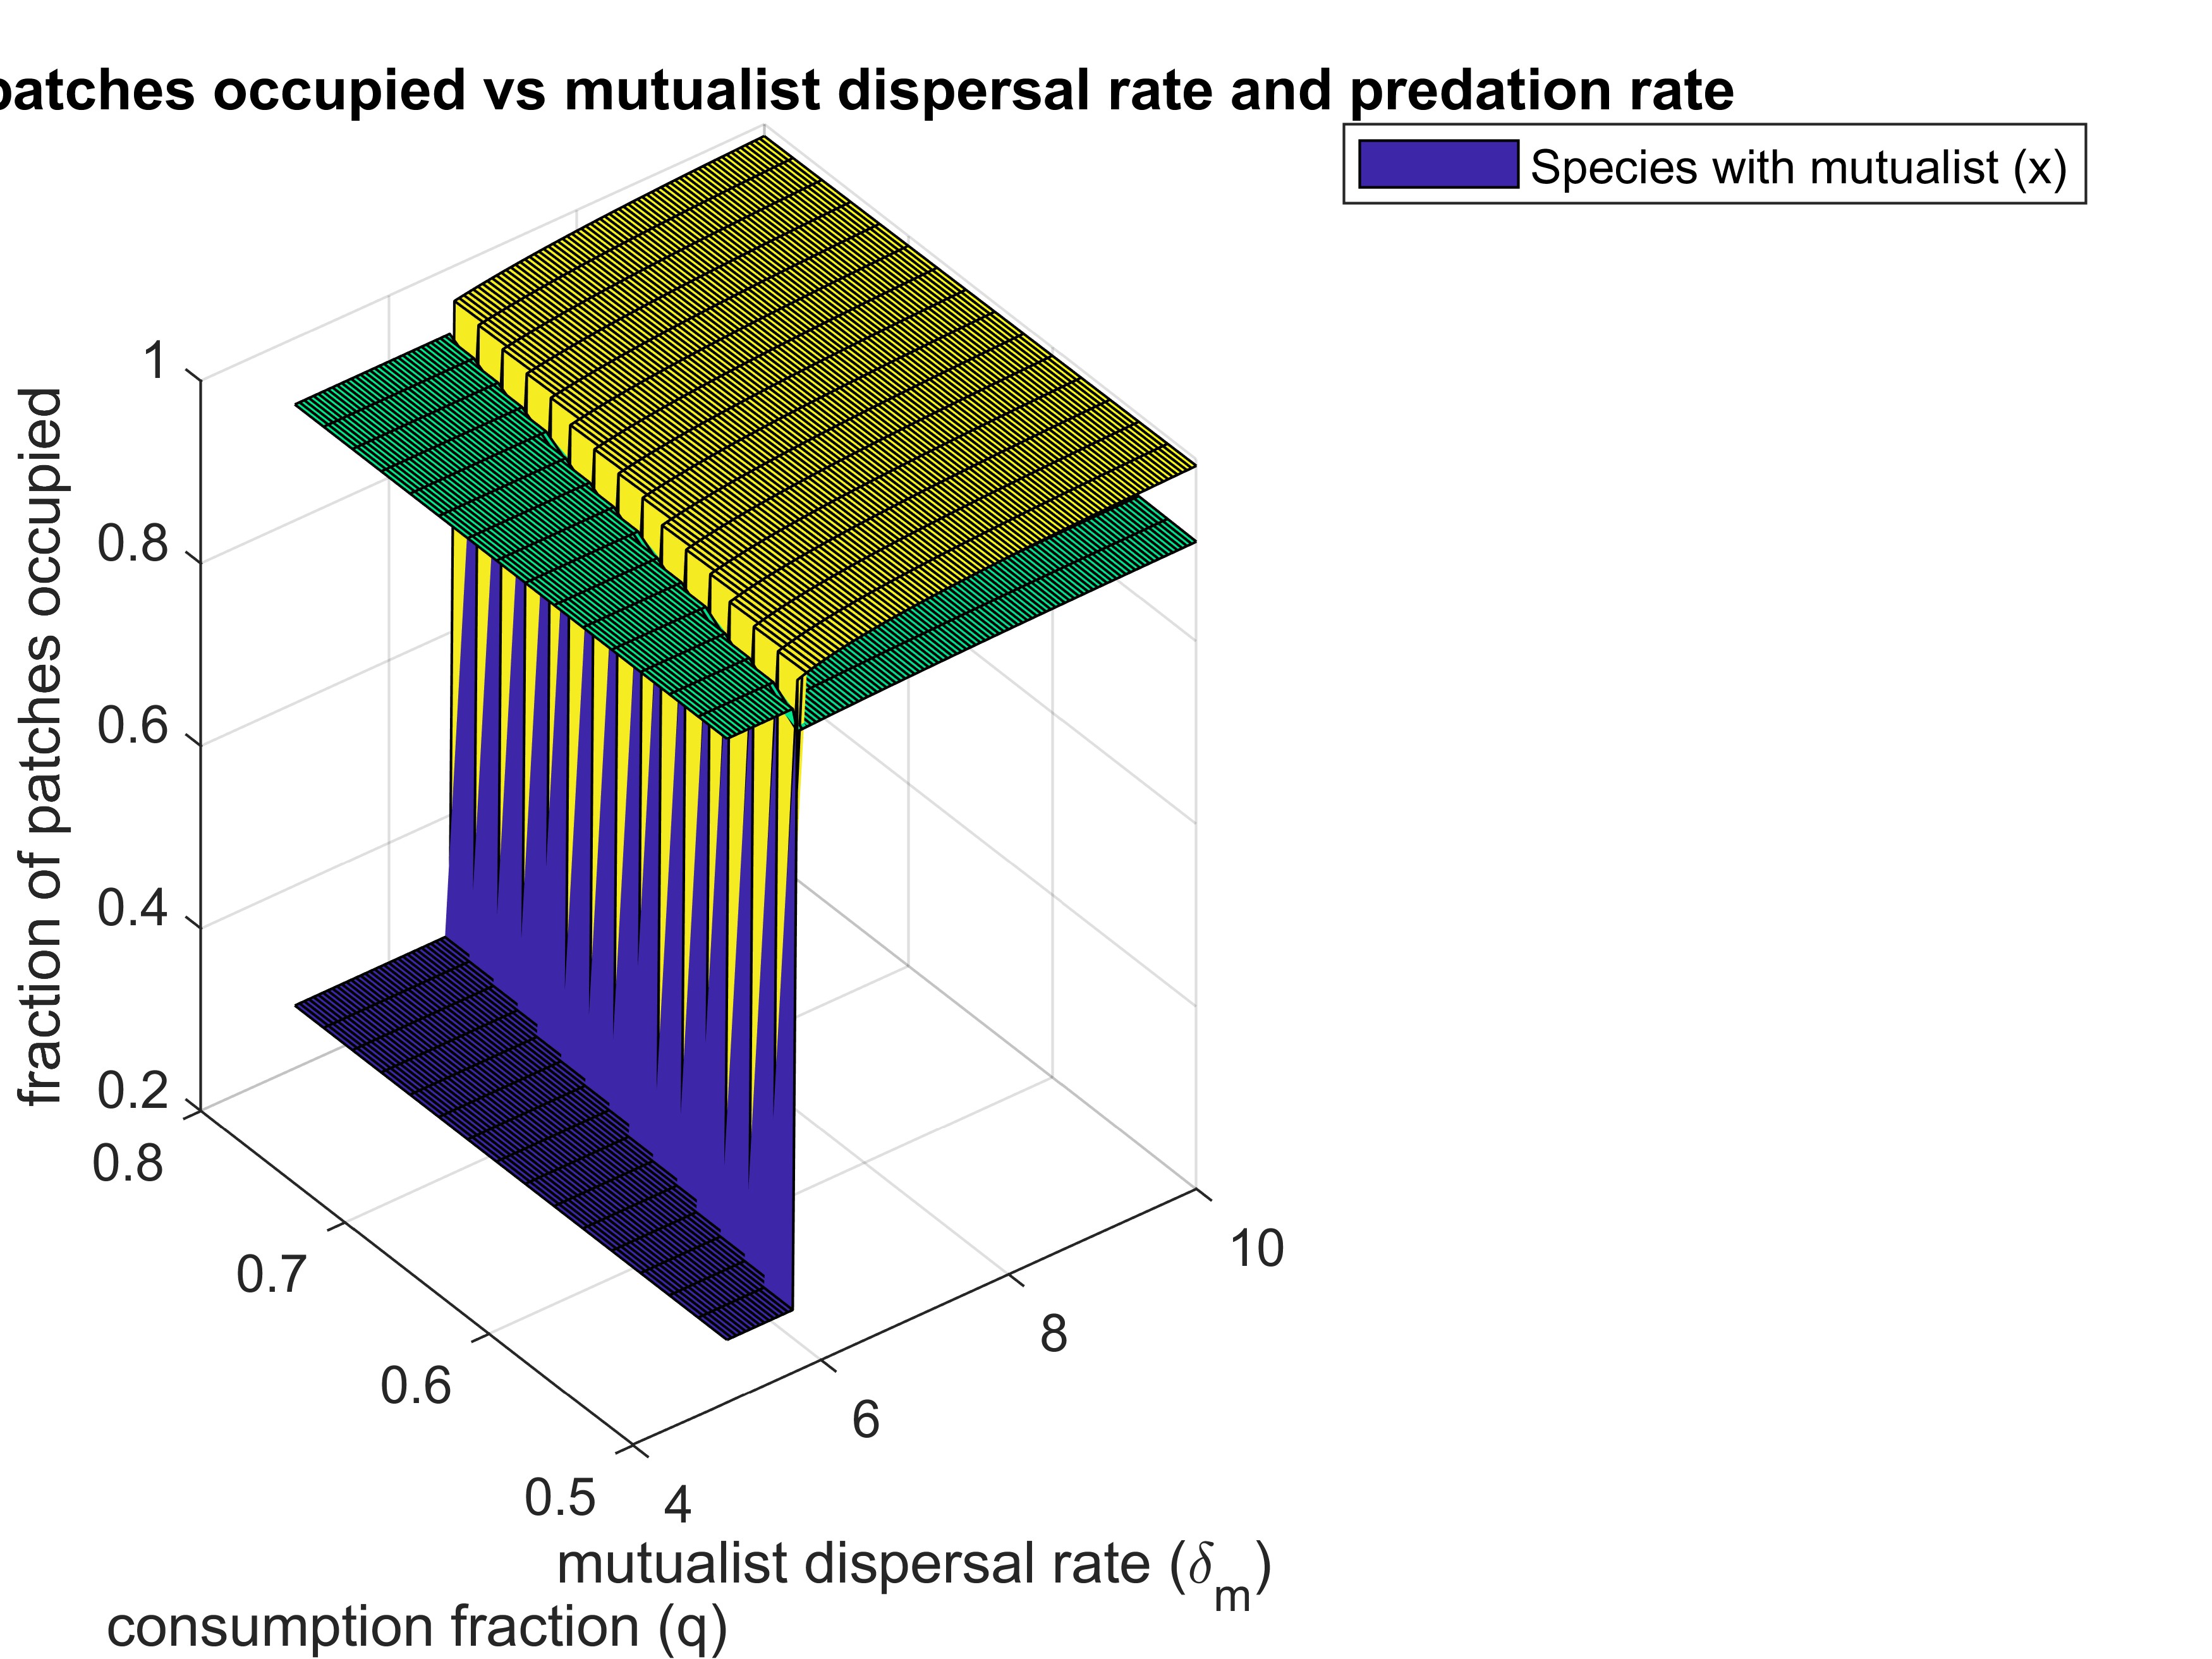 patches occupied vs mutualist dispersal rate and predation rate
Species with mutualist (x)
fraction of patches occupied
1
0.8
0.6
0.4
0.2
0.8
0.7
0.6
0.5
4
6
8
10
mutualist dispersal rate (δm)
consumption fraction (q)